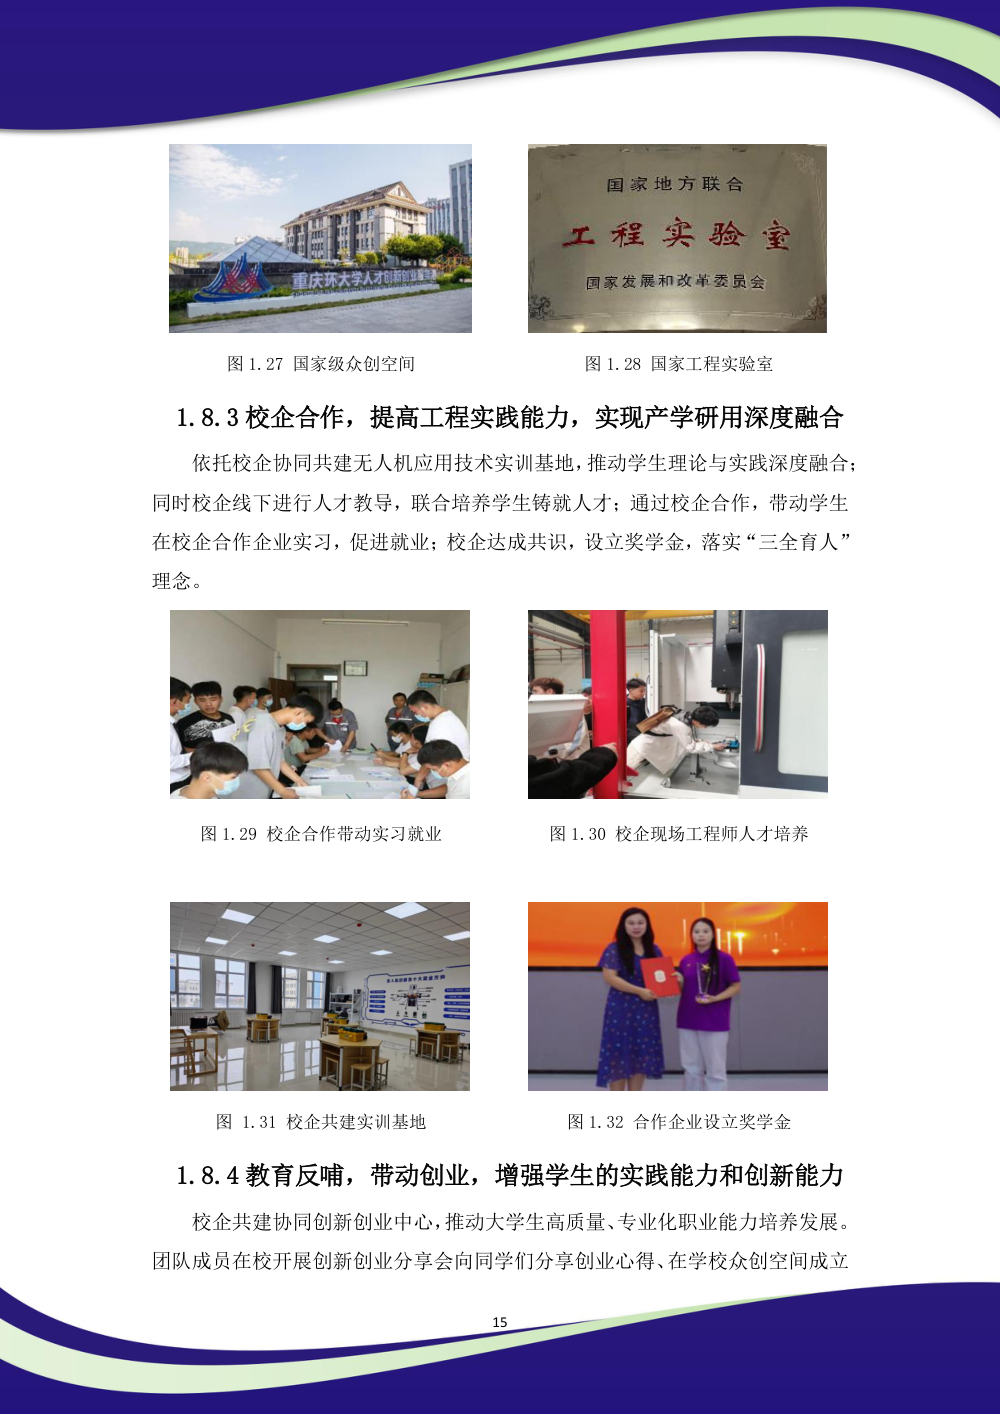 重庆环大学人才创新创业服务港
国家地方联合
工程实验室
国家发展和改革委员会
图 1.27 国家级众创空间
图 1.28 国家工程实验室
1.8.3 校企合作，提高工程实践能力，实现产学研用深度融合
依托校企协同共建无人机应用技术实训基地，推动学生理论与实践深度融合；
同时校企线下进行人才教导，联合培养学生铸就人才；通过校企合作，带动学生
在校企合作企业实习，促进就业；校企达成共识，设立奖学金，落实“三全育人”
理念。
图 1.29 校企合作带动实习就业
图 1.30 校企现场工程师人才培养
图 1.31 校企共建实训基地
图 1.32 合作企业设立奖学金
1.8.4 教育反哺，带动创业，增强学生的实践能力和创新能力
校企共建协同创新创业中心，推动大学生高质量、专业化职业能力培养发展。
团队成员在校开展创新创业分享会向同学们分享创业心得、在学校众创空间成立
15